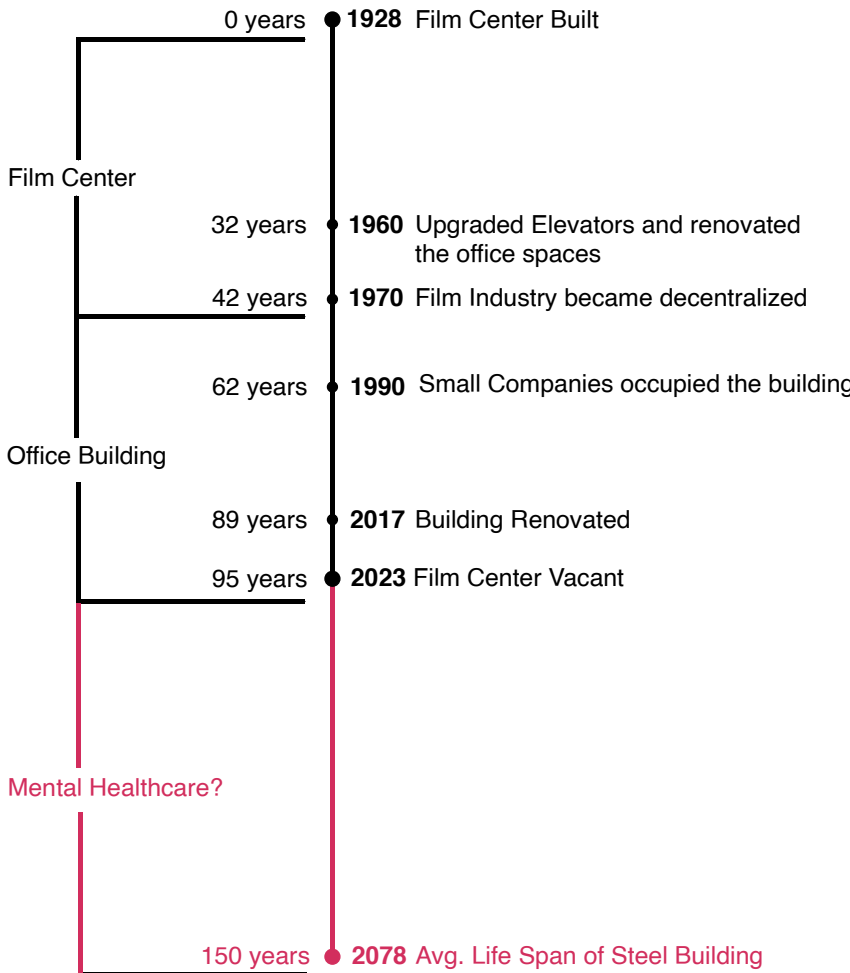 0 years 1928 Film Center Built
Film Center
32 years 1960 Upgraded Elevators and renovated
the office spaces
42 years 1970 Film Industry became decentralized
62 years 1990 Small Companies occupied the building
Office Building
89 years 2017 Building Renovated
95 years 2023 Film Center Vacant
Mental Healthcare?
150 years 2078 Avg. Life Span of Steel Building